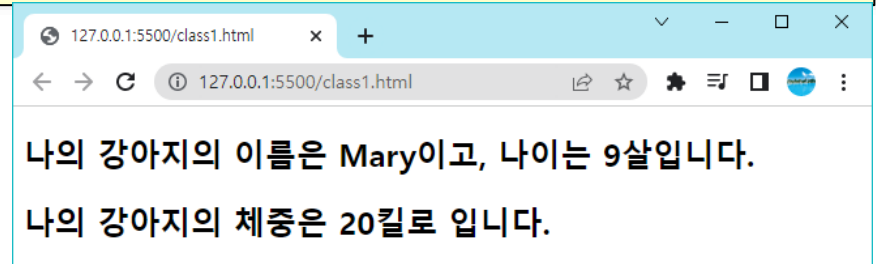 127.0.0.1:5500/class1.html
127.0.0.1:5500/class1.html
나의 강아지의 이름은 Mary이고, 나이는 9살입니다.
나의 강아지의 체중은 20킬로 입니다.